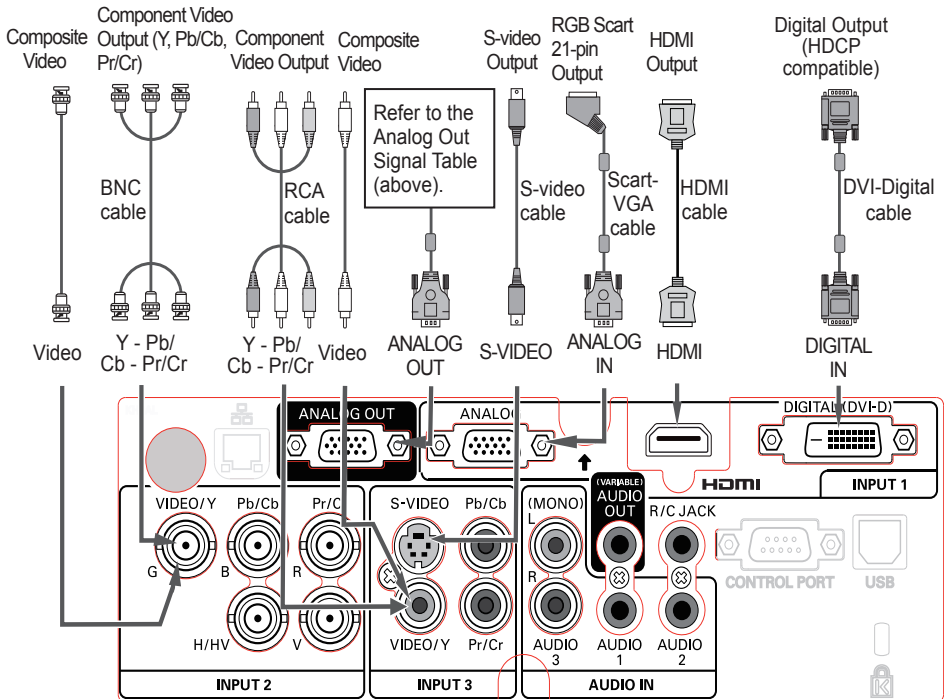 Composite
Video
Component Video
Output (Y, Pb/Cb,
Pr/Cr)
Component
Video Output
Composite
Video
S-video
Output
RGB Scart
21-pin
Output
HDMI
Output
Digital Output
(HDCP
compatible)
Refer to the
Analog Out
Signal Table
(above).
BNC
cable
RCA
cable
S-video
cable
Scart-
VGA
cable
HDMI
cable
DVI-Digital
cable
Video
Y - Pb/
Cb - Pr/Cr
Y - Pb/
Cb - Pr/Cr
Video
ANALOG
OUT
S-VIDEO
ANALOG
IN
HDMI
DIGITAL
IN
ANALOG OUT
ANALOG
DIGITAL (DVI-D)
HDMI
INPUT 1
VIDEO/Y
Pb/Cb
Pr/C
S-VIDEO
Pb/Cb
(MONO)
L
(VARIABLE)
AUDIO
OUT
R/C JACK
G
B
R
R
CONTROL PORT
USB
H/HV
V
VIDEO/Y
Pr/Cr
AUDIO
3
AUDIO
1
AUDIO
2
INPUT 2
INPUT 3
AUDIO IN
K